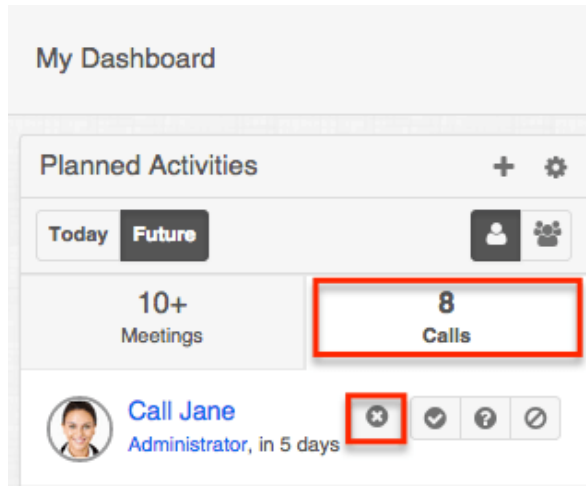 My Dashboard
Planned Activities
Today Future
10+ 8
Meetings Calls
Call Jane
Administrator, in 5 days